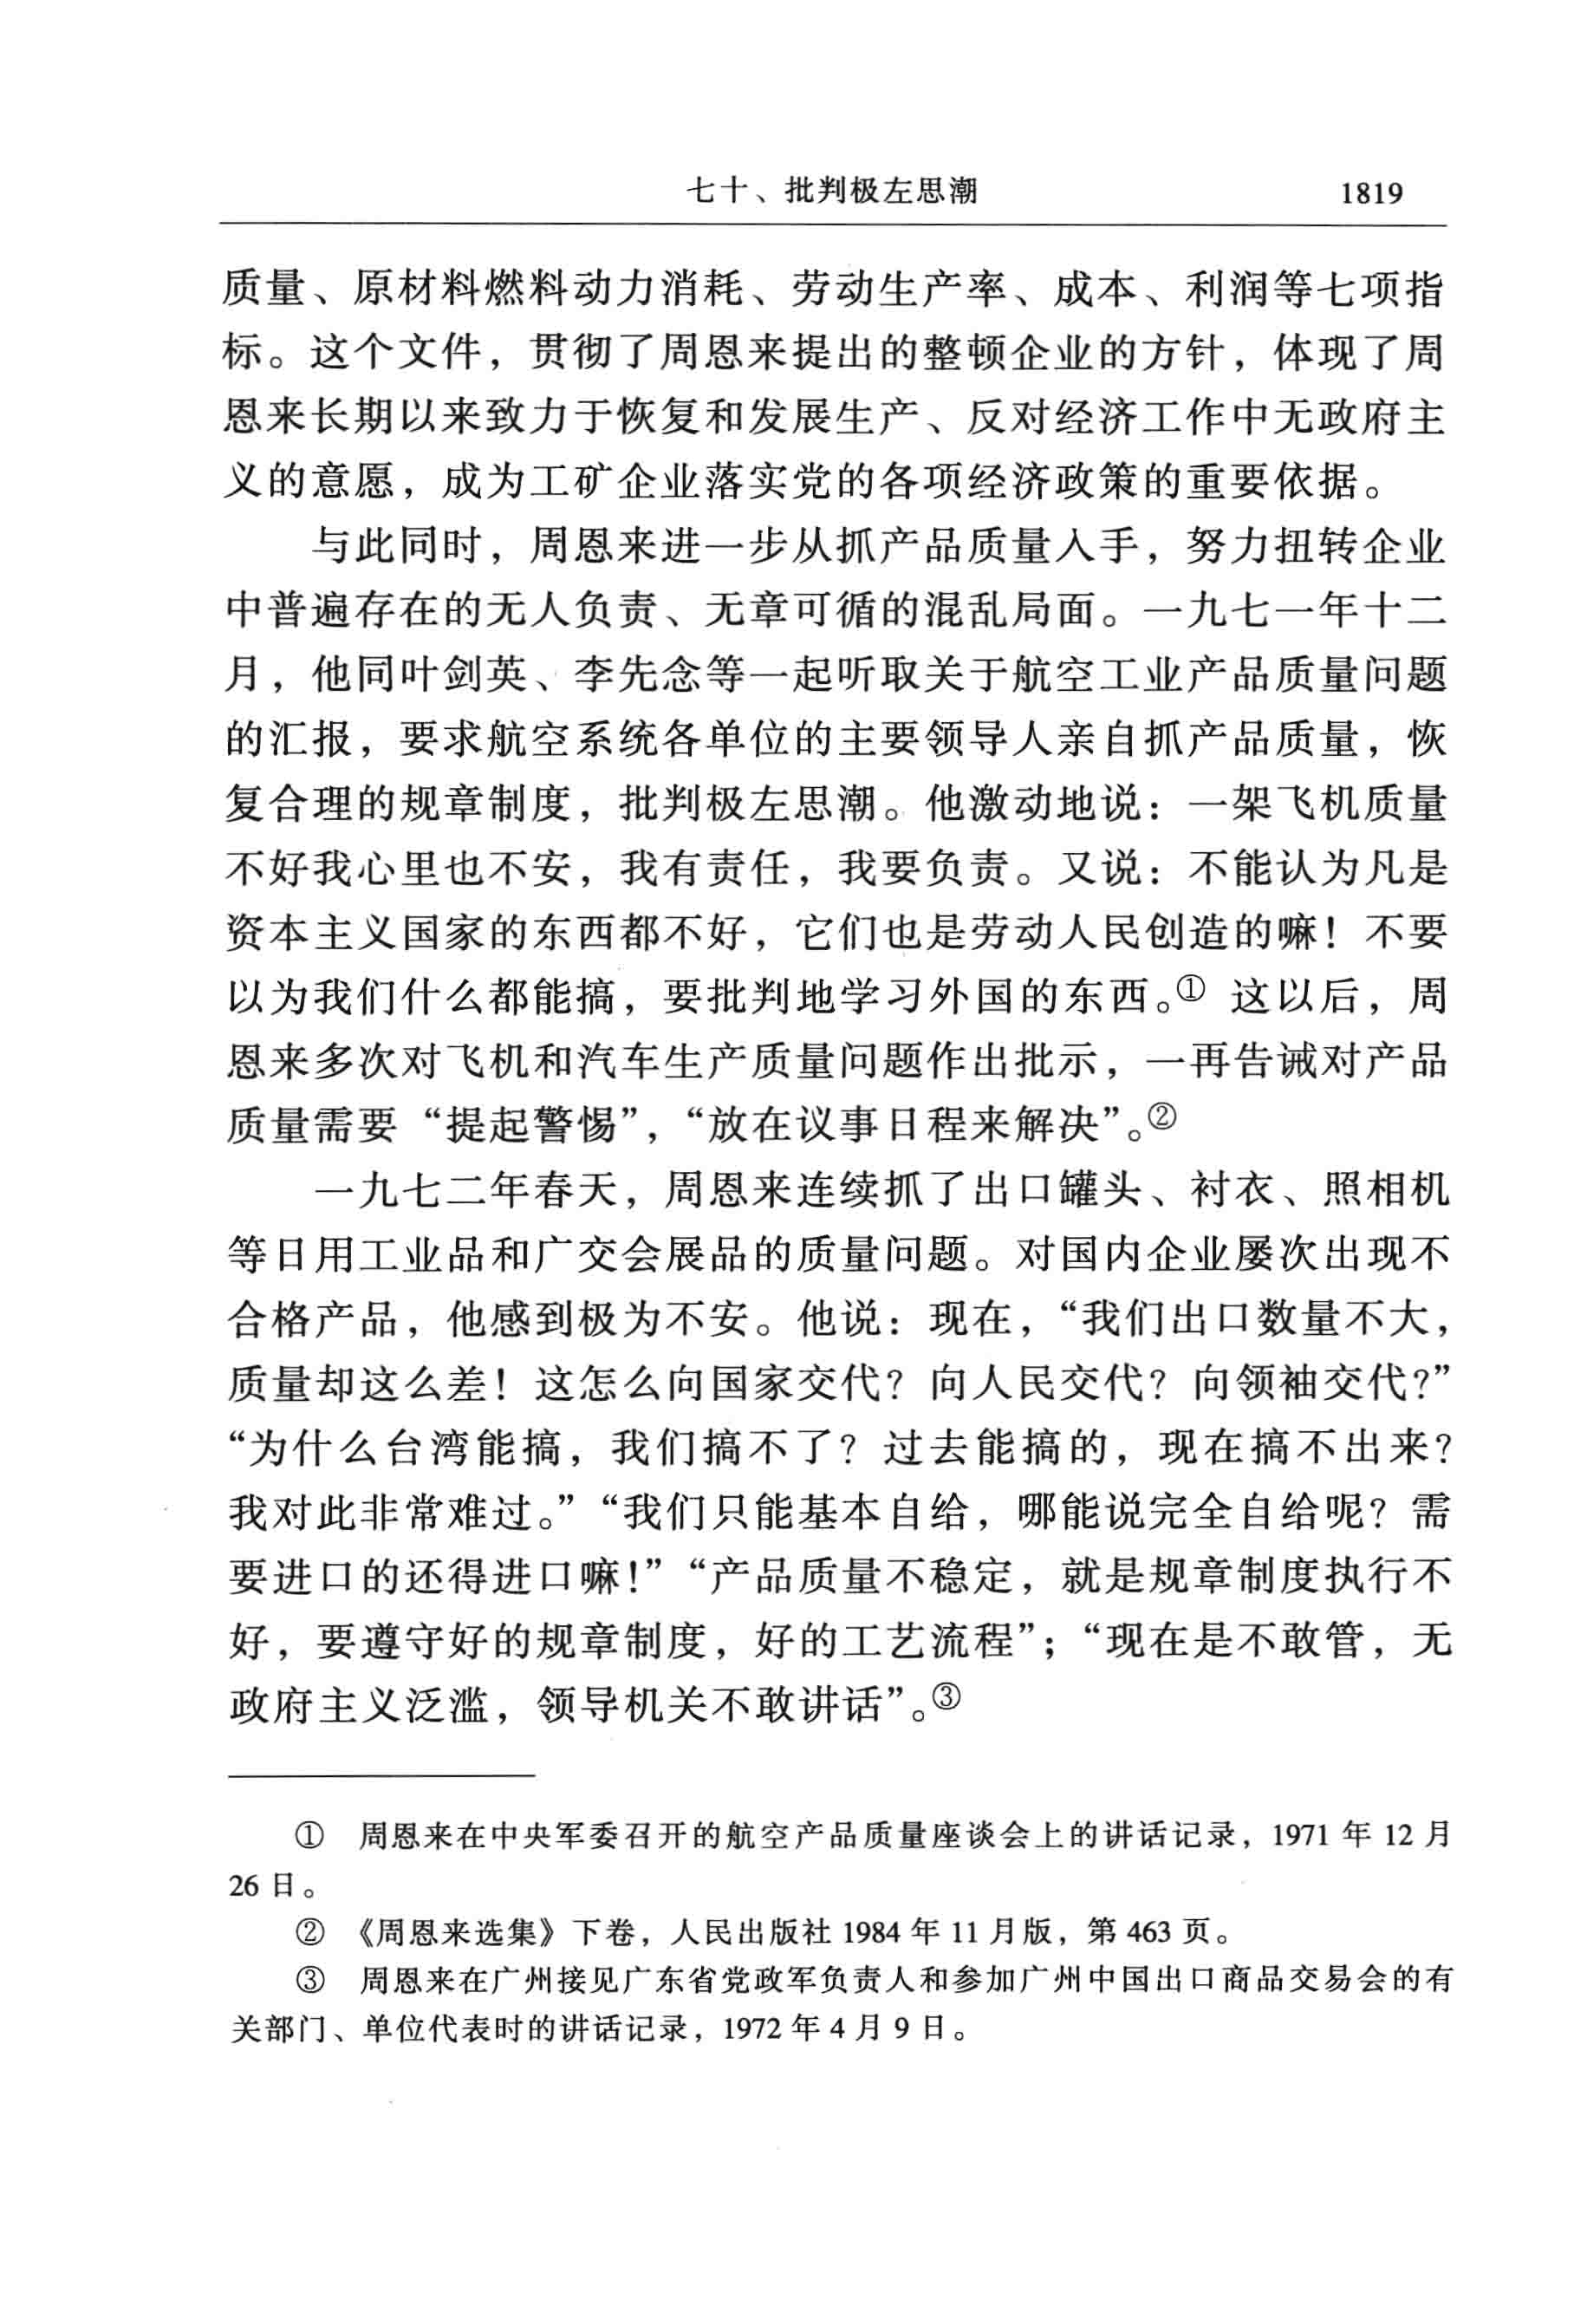 七十、批判极左思潮 1819
质量、原材料燃料动力消耗、劳动生产率、成本、利润等七项指
标。这个文件，贯彻了周恩来提出的整顿企业的方针，体现了周
恩来长期以来致力于恢复和发展生产、反对经济工作中无政府主
义的意愿，成为工矿企业落实党的各项经济政策的重要依据。
与此同时，周恩来进一步从抓产品质量入手，努力扭转企业
中普遍存在的无人负责、无章可循的混乱局面。一九七一年十二
月，他同叶剑英、李先念等一起听取关于航空工业产品质量问题
的汇报，要求航空系统各单位的主要领导人亲自抓产品质量，恢
复合理的规章制度，批判极左思潮。他激动地说：一架飞机质量
不好我心里也不安，我有责任，我要负责。又说：不能认为凡是
资本主义国家的东西都不好，它们也是劳动人民创造的嘛！不要
以为我们什么都能搞，要批判地学习外国的东西。① 这以后，周
恩来多次对飞机和汽车生产质量问题作出批示，一再告诫对产品
质量需要“提起警惕”，“放在议事日程来解决”。②
一九七二年春天，周恩来连续抓了出口罐头、衬衣、照相机
等日用工业品和广交会展品的质量问题。对国内企业屡次出现不
合格产品，他感到极为不安。他说：现在，“我们出口数量不大，
质量却这么差！这怎么向国家交代？向人民交代？向领袖交代？”
“为什么台湾能搞，我们搞不了？过去能搞的，现在搞不出来？
我对此非常难过。”“我们只能基本自给，哪能说完全自给呢？需
要进口的还得进口嘛！”“产品质量不稳定，就是规章制度执行不
好，要遵守好的规章制度，好的工艺流程”；“现在是不敢管，无
政府主义泛滥，领导机关不敢讲话”。③
① 周恩来在中央军委召开的航空产品质量座谈会上的讲话记录，1971 年 12 月
26 日。
② 《周恩来选集》下卷，人民出版社 1984 年 11 月版，第 463 页。
③ 周恩来在广州接见广东省党政军负责人和参加广州中国出口商品交易会的有
关部门、单位代表时的讲话记录，1972 年 4 月 9 日。